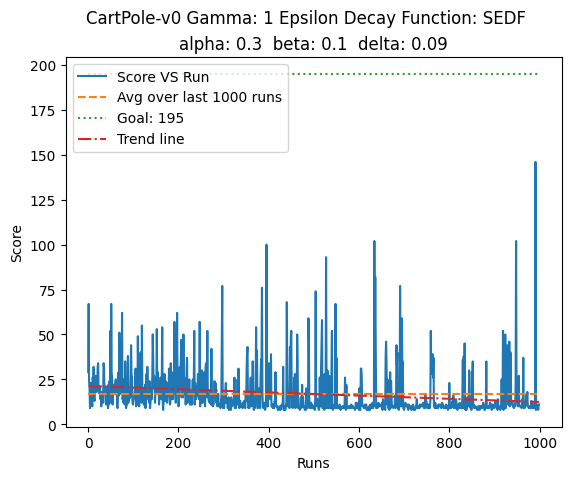 CartPole-v0 Gamma: 1 Epsilon Decay Function: SEDF
alpha: 0.3 beta: 0.1 delta: 0.09
Score VS Run
Avg over last 1000 runs
Goal: 195
Trend line
200
175
150
125
100
75
50
25
0
Score
0 200 400 600 800 1000
Runs